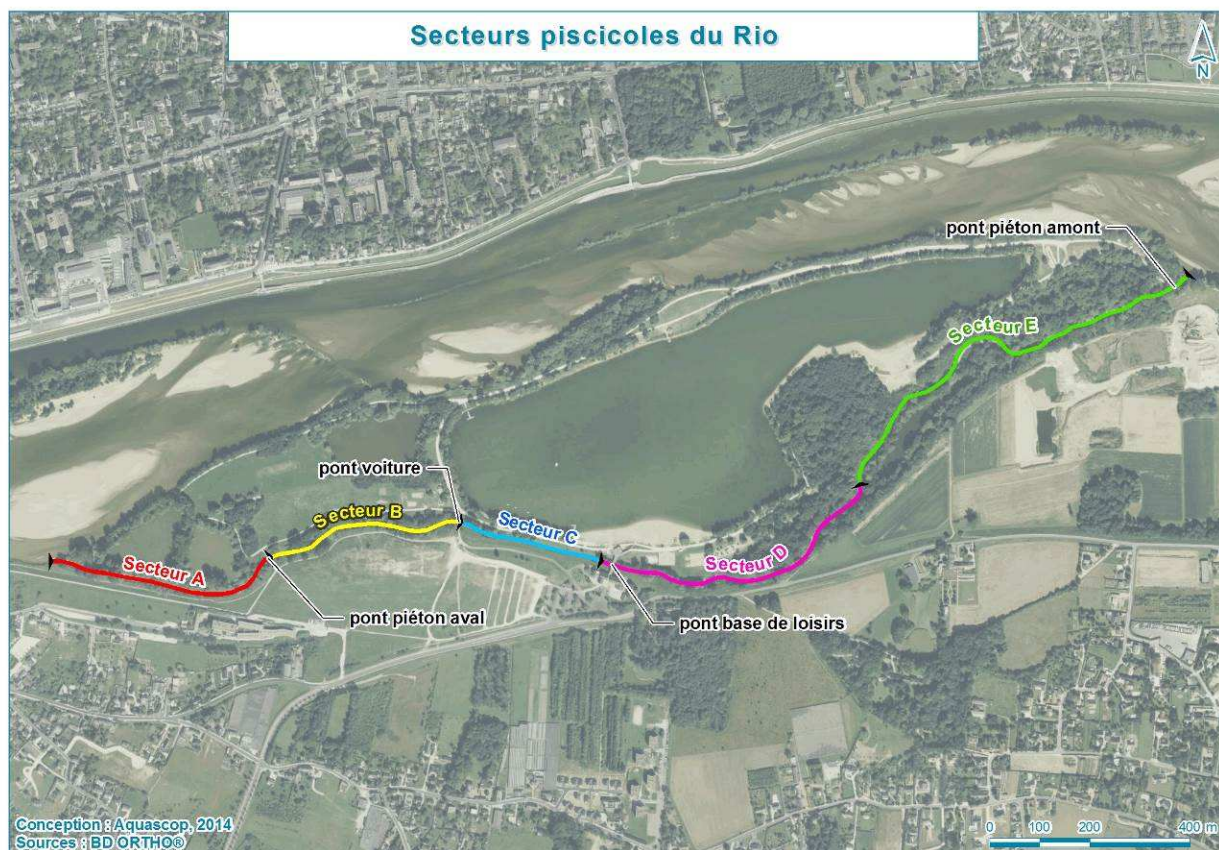 Secteurs piscicoles du Rio
N
pont piéton amont
Secteur E
pont voiture
Secteur B
Secteur C
Secteur A
Secteur D
pont piéton aval
pont base de loisirs
Conception : Aquascop, 2014
Sources : BD ORTHO®
0 100 200 400 m